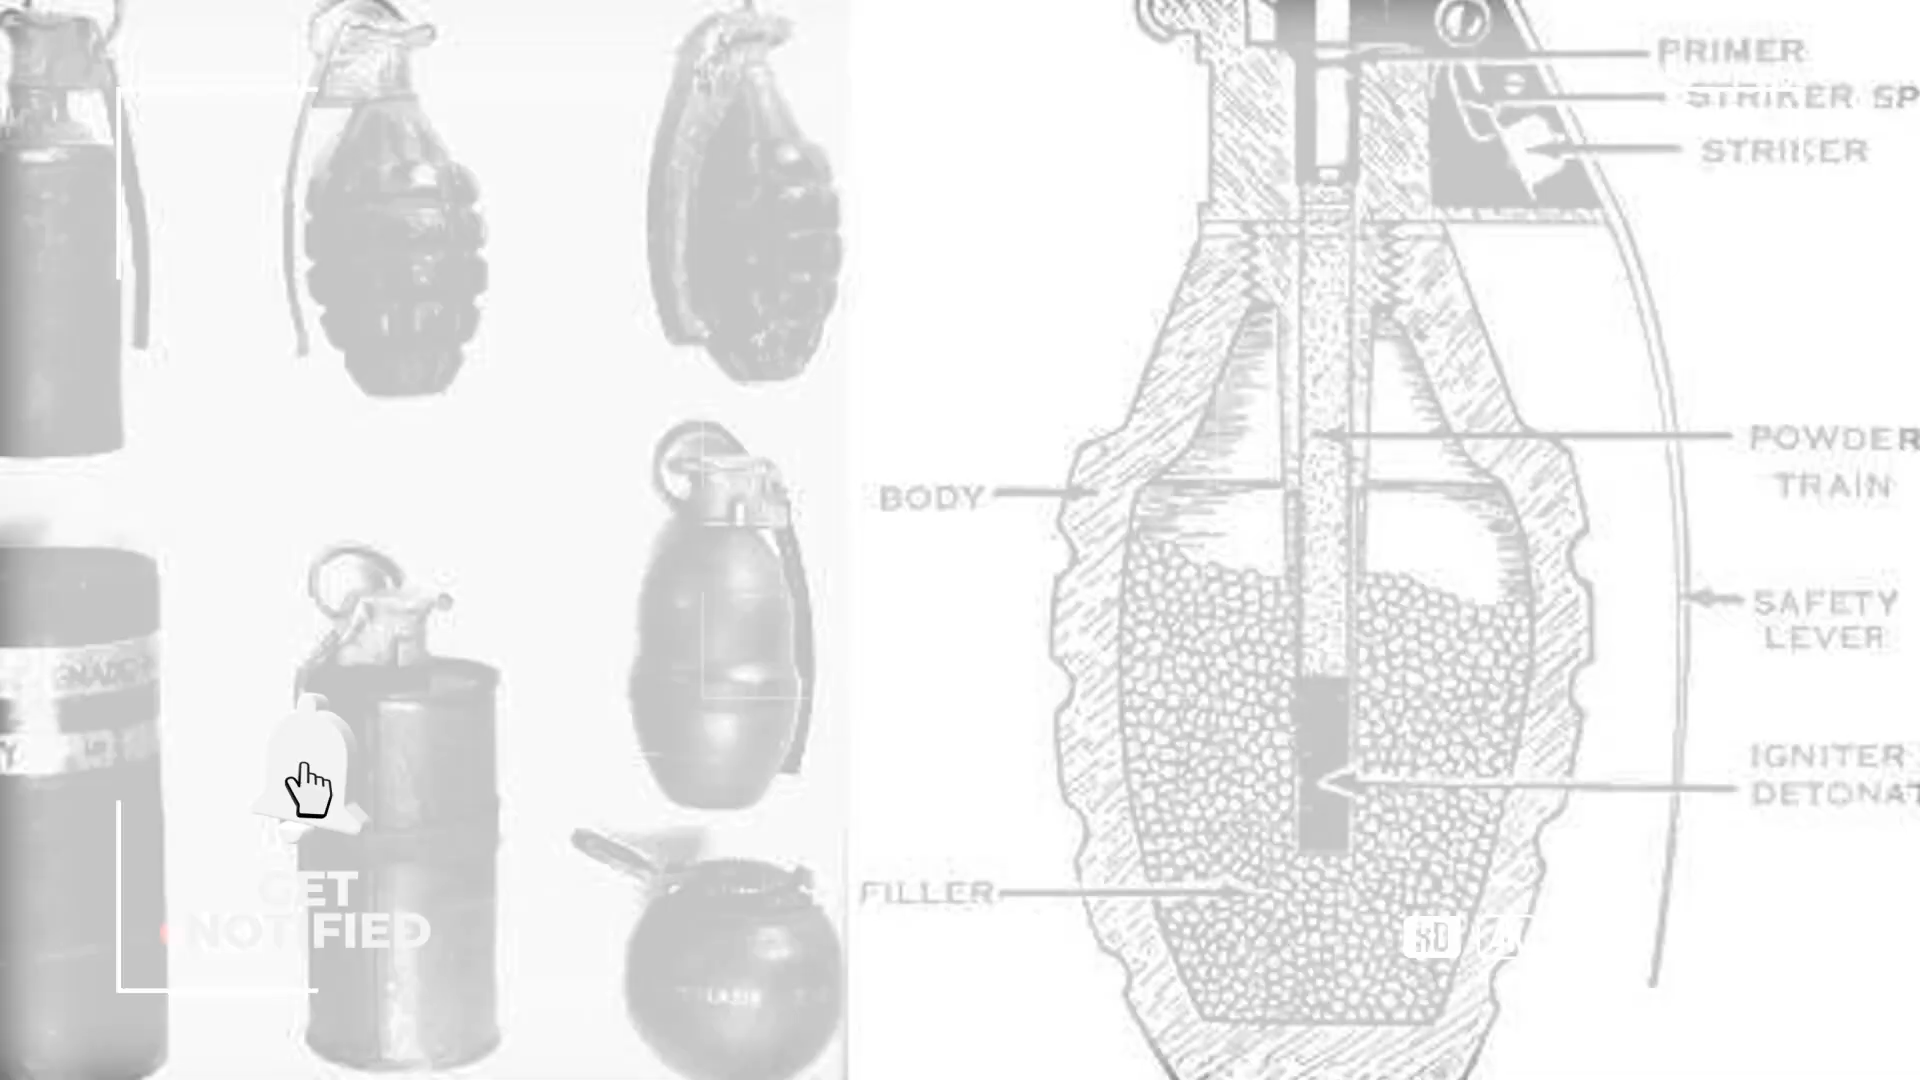 PRIMER
STRIKER SP
STRIKER
POWDER
TRAIN
BODY
SAFETY
LEVER
IGNITER
DETONAT
FILLER
GET
NOTIFIED